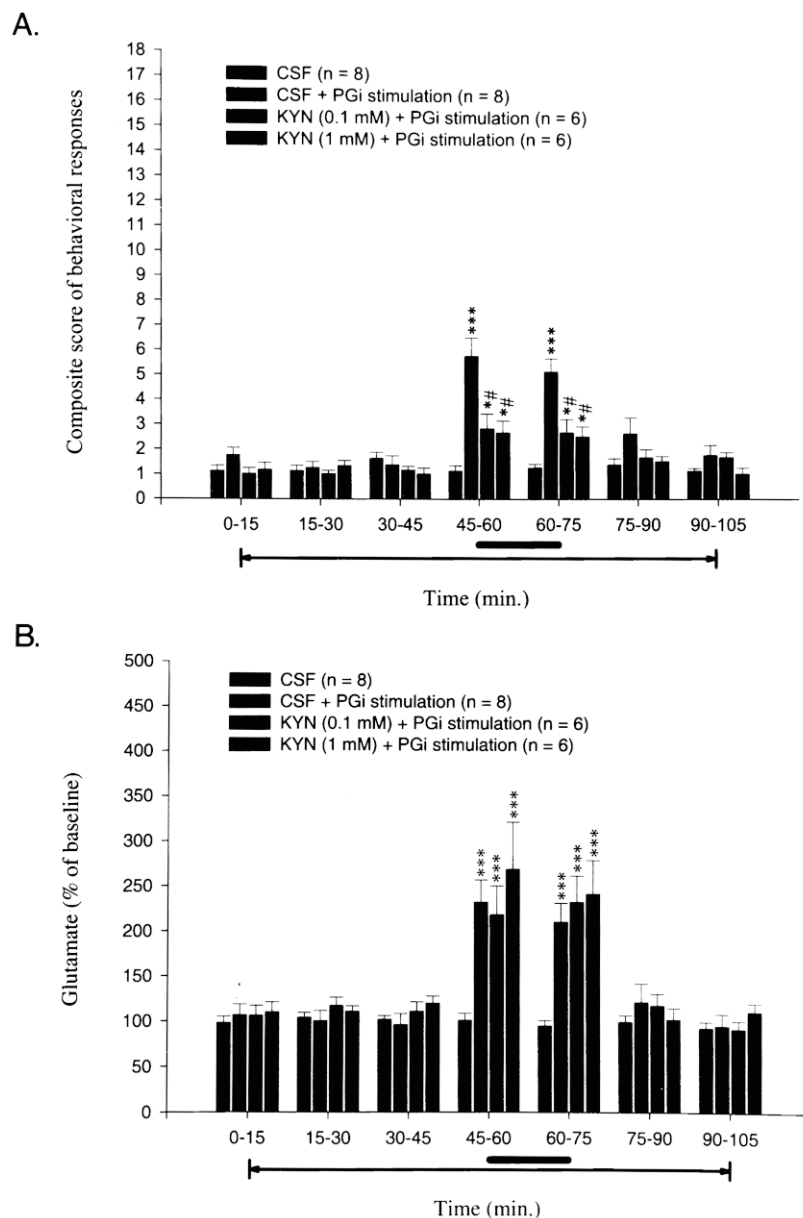 A.
Composite score of behavioral responses
18
17
16
15
14
13
12
11
10
9
8
7
6
5
4
3
2
1
0
CSF (n = 8)
CSF + PGi stimulation (n = 8)
KYN (0.1 mM) + PGi stimulation (n = 6)
KYN (1 mM) + PGi stimulation (n = 6)
***
*#
*#
***
*#
*#
0-15 15-30 30-45 45-60 60-75 75-90 90-105
Time (min.)
B.
Glutamate (% of baseline)
500
450
400
350
300
250
200
150
100
50
0
CSF (n = 8)
CSF + PGi stimulation (n = 8)
KYN (0.1 mM) + PGi stimulation (n = 6)
KYN (1 mM) + PGi stimulation (n = 6)
***
***
***
***
***
***
0-15 15-30 30-45 45-60 60-75 75-90 90-105
Time (min.)